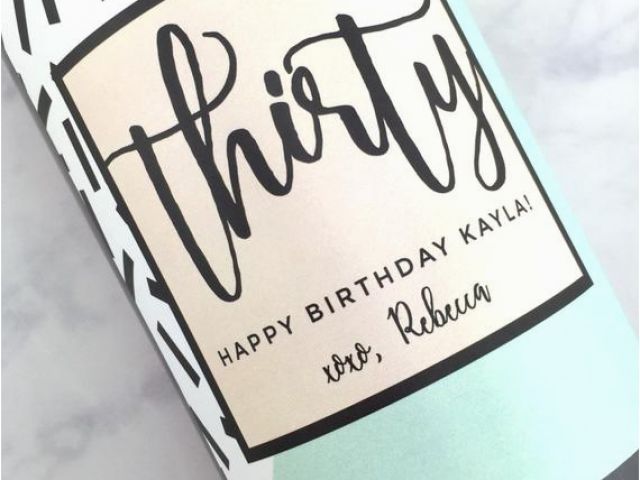 thirty
HAPPY BIRTHDAY KAYLA!
xoxo, Rebecca